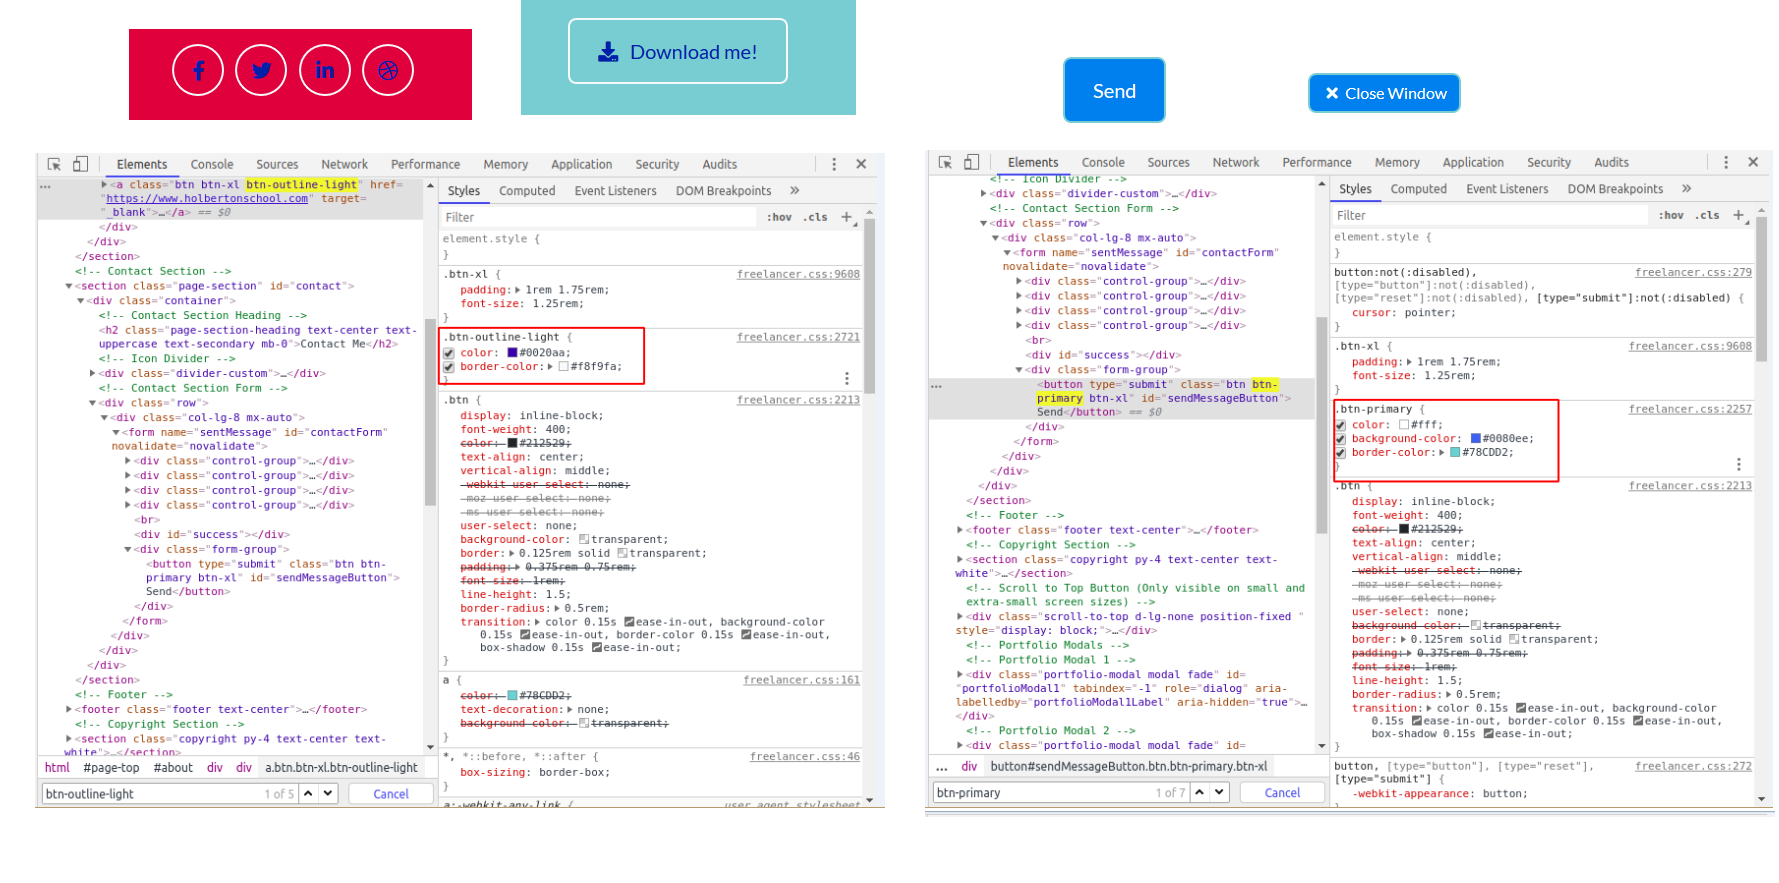 Download me!
Send
Close Window
Elements Console Sources Network Performance Memory Application Security Audits
<a class="btn btn-xl btn-outline-light" href=
"https://www.holbertonschool.com" target=
"_blank">…</a> == $0
</div>
</div>
</section>
<!-- Contact Section -->
<section class="page-section" id="contact">
<div class="container">
<!-- Contact Section Heading -->
<h2 class="page-section-heading text-center text-
uppercase text-secondary mb-0">Contact Me</h2>
<!-- Icon Divider -->
<div class="divider-custom">…</div>
<!-- Contact Section Form -->
<div class="row">
<div class="col-lg-8 mx-auto">
<form name="sentMessage" id="contactForm"
novalidate="novalidate">
<div class="control-group">…</div>
<div class="control-group">…</div>
<div class="control-group">…</div>
<div class="control-group">…</div>
<br>
<div id="success"></div>
<div class="form-group">
<button type="submit" class="btn btn-
primary btn-xl" id="sendMessageButton">
Send</button>
</div>
</form>
</div>
</div>
</section>
<!-- Footer -->
<footer class="footer text-center">…</footer>
<!-- Copyright Section -->
<section class="copyright py-4 text-center text-
white">…</section>
html #page-top #about div div a.btn.btn-xl.btn-outline-light
btn-outline-light 1 of 5 Cancel
Styles Computed Event Listeners DOM Breakpoints »
Filter :hov .cls +
element.style {
}
.btn-xl { freelancer.css:9608
padding: 1rem 1.75rem;
font-size: 1.25rem;
}
.btn-outline-light { freelancer.css:2721
color: #0020aa;
border-color: #f8f9fa;
}
.btn { freelancer.css:2213
display: inline-block;
font-weight: 400;
color: #212529;
text-align: center;
vertical-align: middle;
-webkit-user-select: none;
-moz-user-select: none;
-ms-user-select: none;
user-select: none;
background-color: transparent;
border: 0.125rem solid transparent;
padding: 0.375rem 0.75rem;
font-size: 1rem;
line-height: 1.5;
border-radius: 0.5rem;
transition: color 0.15s ease-in-out, background-color
0.15s ease-in-out, border-color 0.15s ease-in-out,
box-shadow 0.15s ease-in-out;
}
a { freelancer.css:161
color: #78CDD2;
text-decoration: none;
background-color: transparent;
}
*, *::before, *::after { freelancer.css:46
box-sizing: border-box;
}
a:-webkit-any-link { user agent stylesheet
Elements Console Sources Network Performance Memory Application Security Audits
<!-- Icon Divider -->
<div class="divider-custom">…</div>
<!-- Contact Section Form -->
<div class="row">
<div class="col-lg-8 mx-auto">
<form name="sentMessage" id="contactForm"
novalidate="novalidate">
<div class="control-group">…</div>
<div class="control-group">…</div>
<div class="control-group">…</div>
<div class="control-group">…</div>
<br>
<div id="success"></div>
<div class="form-group">
<button type="submit" class="btn btn-
primary btn-xl" id="sendMessageButton">
Send</button> == $0
</div>
</form>
</div>
</div>
</div>
</section>
<!-- Footer -->
<footer class="footer text-center">…</footer>
<!-- Copyright Section -->
<section class="copyright py-4 text-center text-
white">…</section>
<!-- Scroll to Top Button (Only visible on small and
extra-small screen sizes) -->
<div class="scroll-to-top d-lg-none position-fixed "
style="display: block;">…</div>
<!-- Portfolio Modals -->
<!-- Portfolio Modal 1 -->
<div class="portfolio-modal modal fade" id=
"portfolioModal1" tabindex="-1" role="dialog" aria-
labelledby="portfolioModal1Label" aria-hidden="true">…
</div>
<!-- Portfolio Modal 2 -->
<div class="portfolio-modal modal fade" id=
... div button#sendMessageButton.btn.btn-primary.btn-xl
btn-primary 1 of 7 Cancel
Styles Computed Event Listeners DOM Breakpoints »
Filter :hov .cls +
element.style {
}
button:not(:disabled), freelancer.css:279
[type="button"]:not(:disabled),
[type="reset"]:not(:disabled), [type="submit"]:not(:disabled) {
cursor: pointer;
}
.btn-xl { freelancer.css:9608
padding: 1rem 1.75rem;
font-size: 1.25rem;
}
.btn-primary { freelancer.css:2257
color: #fff;
background-color: #0080ee;
border-color: #78CDD2;
}
.btn { freelancer.css:2213
display: inline-block;
font-weight: 400;
color: #212529;
text-align: center;
vertical-align: middle;
-webkit-user-select: none;
-moz-user-select: none;
-ms-user-select: none;
user-select: none;
background-color: transparent;
border: 0.125rem solid transparent;
padding: 0.375rem 0.75rem;
font-size: 1rem;
line-height: 1.5;
border-radius: 0.5rem;
transition: color 0.15s ease-in-out, background-color
0.15s ease-in-out, border-color 0.15s ease-in-out,
box-shadow 0.15s ease-in-out;
}
button, [type="button"], [type="reset"], freelancer.css:272
[type="submit"] {
-webkit-appearance: button;
}